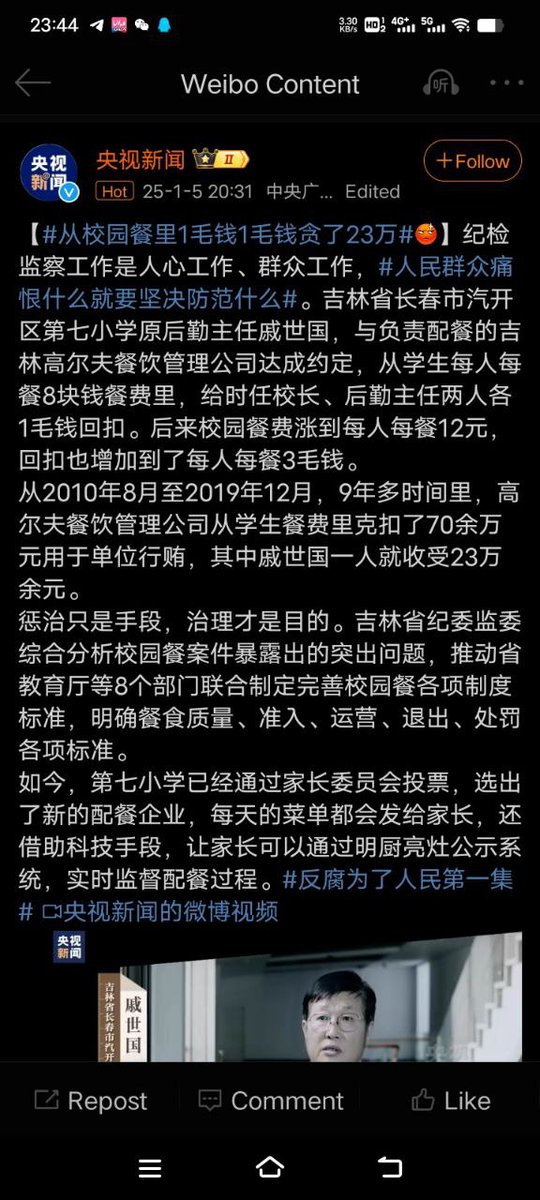 23:44
3.30 KB/s HD 1 2 4G+ 5G
Weibo Content
听
央视新闻
央视新闻 II
+Follow
Hot 25-1-5 20:31 中央广... Edited
【#从校园餐里1毛钱1毛钱贪了23万#】纪检
监察工作是人心工作、群众工作，#人民群众痛
恨什么就要坚决防范什么#。吉林省长春市汽开
区第七小学原后勤主任戚世国，与负责配餐的吉
林高尔夫餐饮管理公司达成约定，从学生每人每
餐8块钱餐费里，给时任校长、后勤主任两人各
1毛钱回扣。后来校园餐费涨到每人每餐12元，
回扣也增加到了每人每餐3毛钱。
从2010年8月至2019年12月，9年多时间里，高
尔夫餐饮管理公司从学生餐费里克扣了70余万
元用于单位行贿，其中戚世国一人就收受23万
余元。
惩治只是手段，治理才是目的。吉林省纪委监委
综合分析校园餐案件暴露出的突出问题，推动省
教育厅等8个部门联合制定完善校园餐各项制度
标准，明确餐食质量、准入、运营、退出、处罚
各项标准。
如今，第七小学已经通过家长委员会投票，选出
了新的配餐企业，每天的菜单都会发给家长，还
借助科技手段，让家长可以通过明厨亮灶公示系
统，实时监督配餐过程。#反腐为了人民第一集
# 央视新闻的微博视频
央视新闻
戚世国
吉林省长春市汽开
Repost
Comment
Like